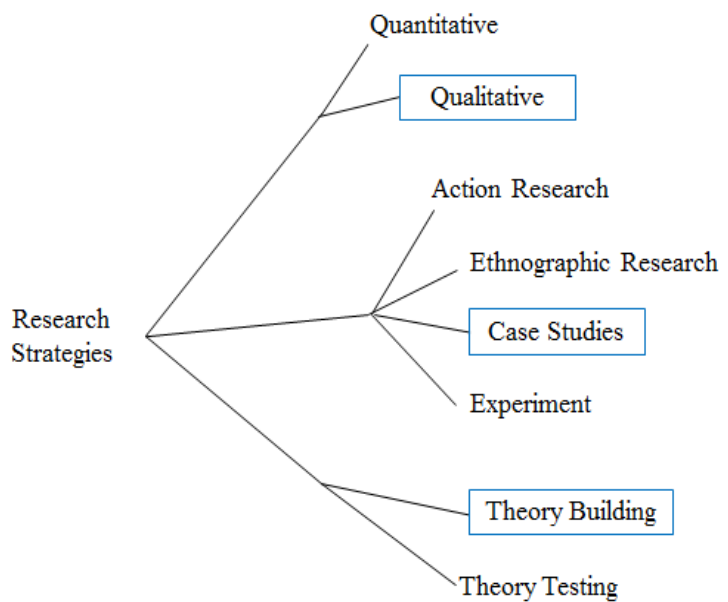 Quantitative
Qualitative
Action Research
Ethnographic Research
Research
Strategies
Case Studies
Experiment
Theory Building
Theory Testing